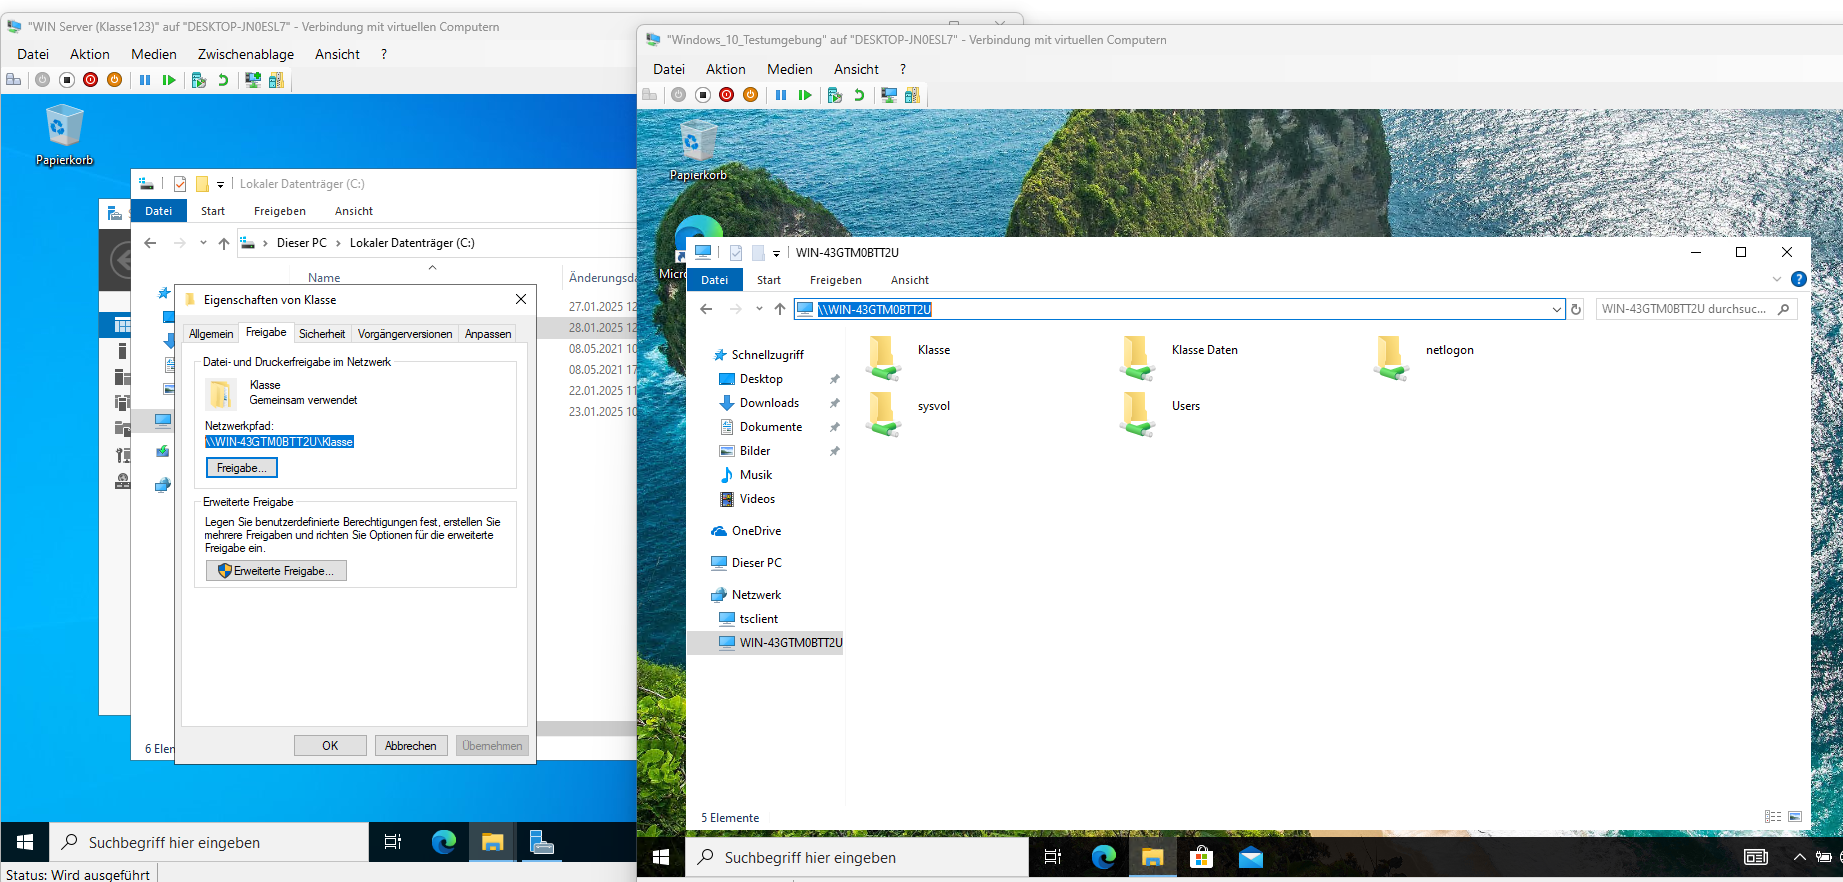 "WIN Server (Klasse123)" auf "DESKTOP-JN0ESL7" - Verbindung mit virtuellen Computern
Datei Aktion Medien Zwischenablage Ansicht ?
Papierkorb
Lokaler Datenträger (C:)
Datei Start Freigeben Ansicht
Dieser PC › Lokaler Datenträger (C:)
Name
27.01.2025 12
28.01.2025 12
08.05.2021 10
08.05.2021 17
22.01.2025 11
23.01.2025 10
Eigenschaften von Klasse
Allgemein Freigabe Sicherheit Vorgängerversionen Anpassen
Datei- und Druckerfreigabe im Netzwerk
Klasse
Gemeinsam verwendet
Netzwerkpfad:
\\WIN-43GTM0BTT2U\Klasse
Freigabe...
Erweiterte Freigabe
Legen Sie benutzerdefinierte Berechtigungen fest, erstellen Sie
mehrere Freigaben und richten Sie Optionen für die erweiterte
Freigabe ein.
Erweiterte Freigabe...
OK Abbrechen Übernehmen
Suchbegriff hier eingeben
Status: Wird ausgeführt
"Windows_10_Testumgebung" auf "DESKTOP-JN0ESL7" - Verbindung mit virtuellen Computern
Datei Aktion Medien Ansicht ?
Papierkorb
WIN-43GTM0BTT2U
Datei Start Freigeben Ansicht
\\WIN-43GTM0BTT2U
WIN-43GTM0BTT2U durchsuc...
Schnellzugriff
Desktop
Downloads
Dokumente
Bilder
Musik
Videos
OneDrive
Dieser PC
Netzwerk
tsclient
WIN-43GTM0BTT2U
Klasse Klasse Daten netlogon
sysvol Users
5 Elemente
Suchbegriff hier eingeben